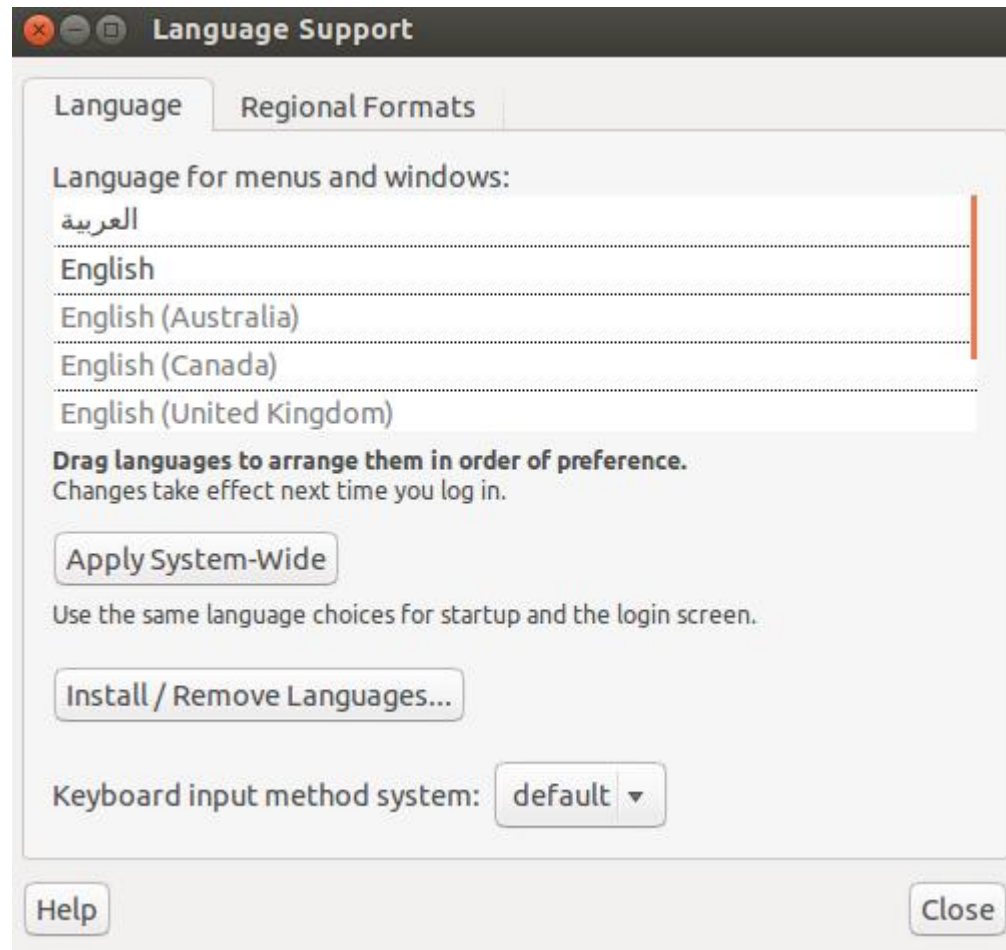 Language Support
Language
Regional Formats
Language for menus and windows:
العربية
English
English (Australia)
English (Canada)
English (United Kingdom)
Drag languages to arrange them in order of preference.
Changes take effect next time you log in.
Apply System-Wide
Use the same language choices for startup and the login screen.
Install / Remove Languages...
Keyboard input method system: default
Help
Close